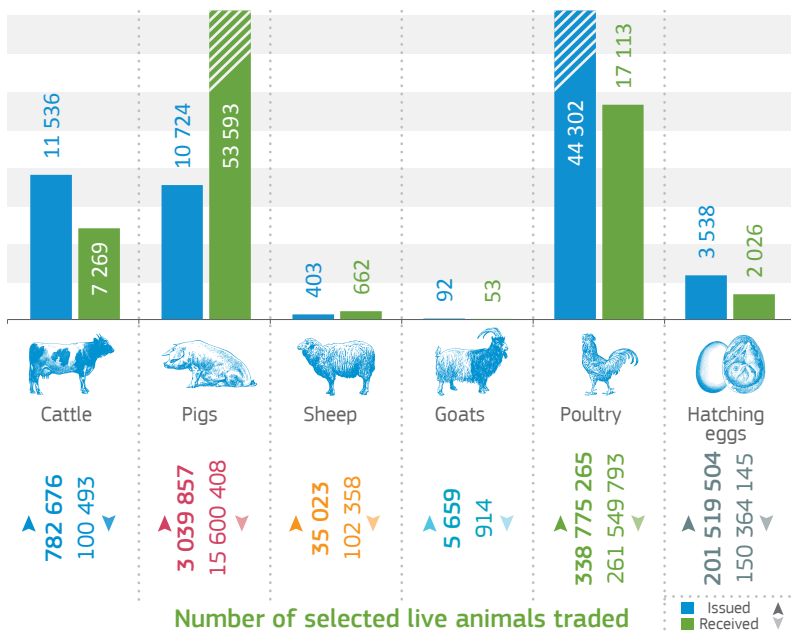 11 536
7 269
10 724
53 593
403
662
92
53
44 302
17 113
3 538
2 026
Cattle
Pigs
Sheep
Goats
Poultry
Hatching
eggs
782 676
100 493
3 039 857
15 600 408
35 023
102 358
5 659
914
338 775 265
261 549 793
201 519 504
150 364 145
Number of selected live animals traded
Issued
Received